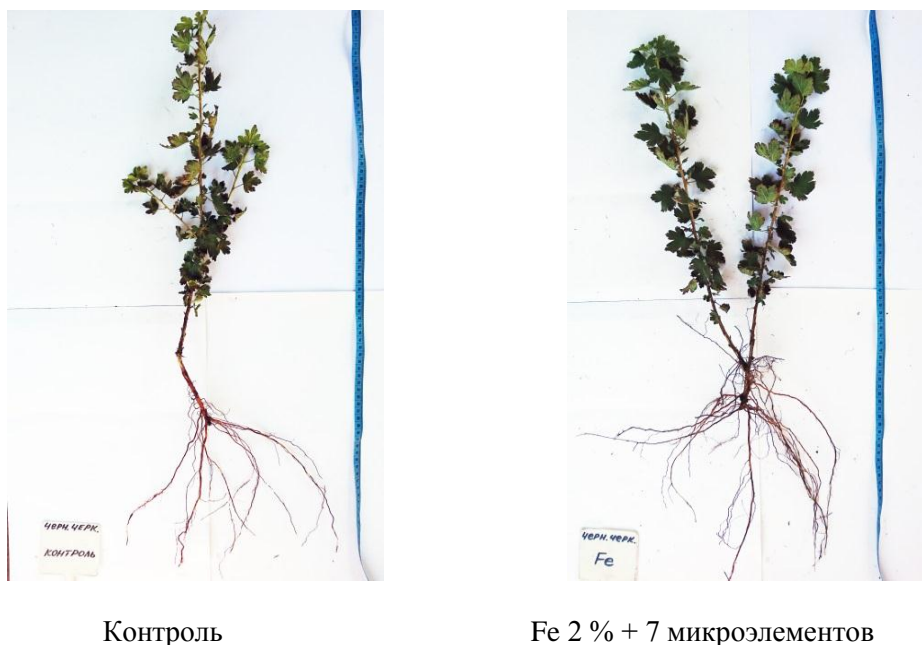 ЧЕРН. ЧЕРК.
КОНТРОЛЬ
ЧЕРН. ЧЕРК.
Fe
Контроль
Fe 2 % + 7 микроэлементов